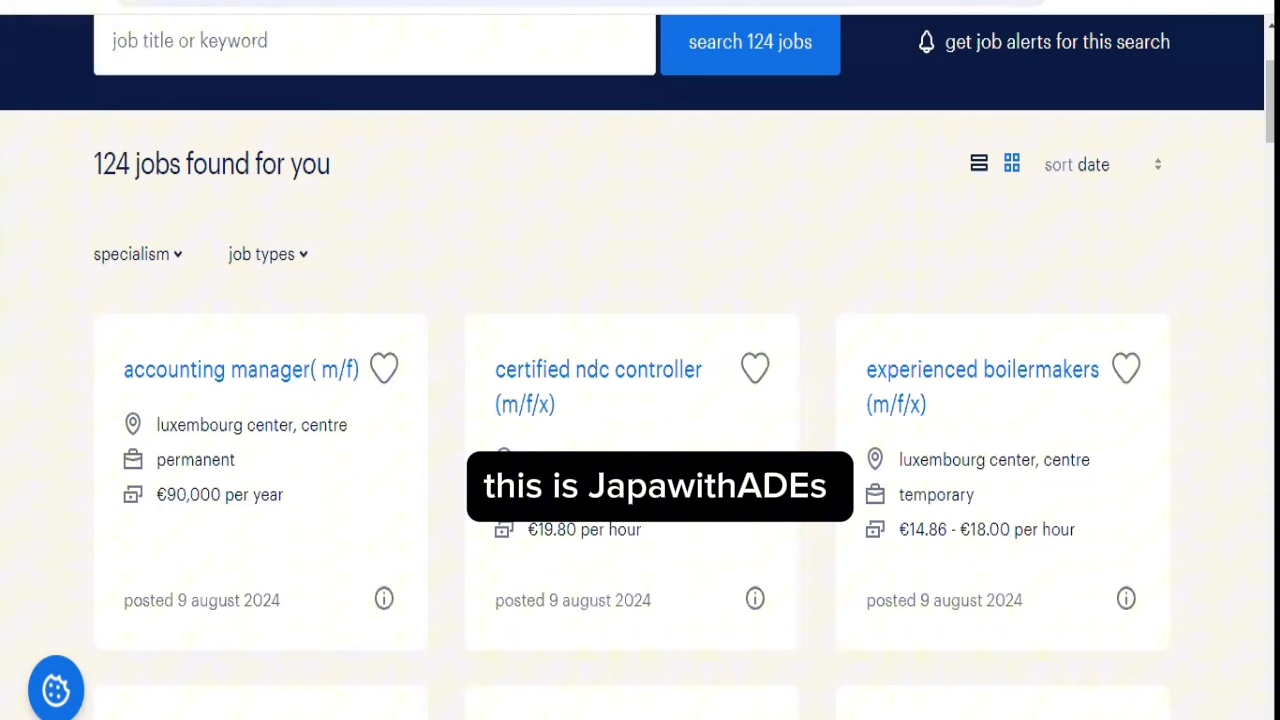 job title or keyword
search 124 jobs
get job alerts for this search
124 jobs found for you
sort date
specialism
job types
accounting manager( m/f)
luxembourg center, centre
permanent
€90,000 per year
posted 9 august 2024
certified ndc controller
(m/f/x)
this is JapawithADEs
€19.80 per hour
posted 9 august 2024
experienced boilermakers
(m/f/x)
luxembourg center, centre
temporary
€14.86 - €18.00 per hour
posted 9 august 2024